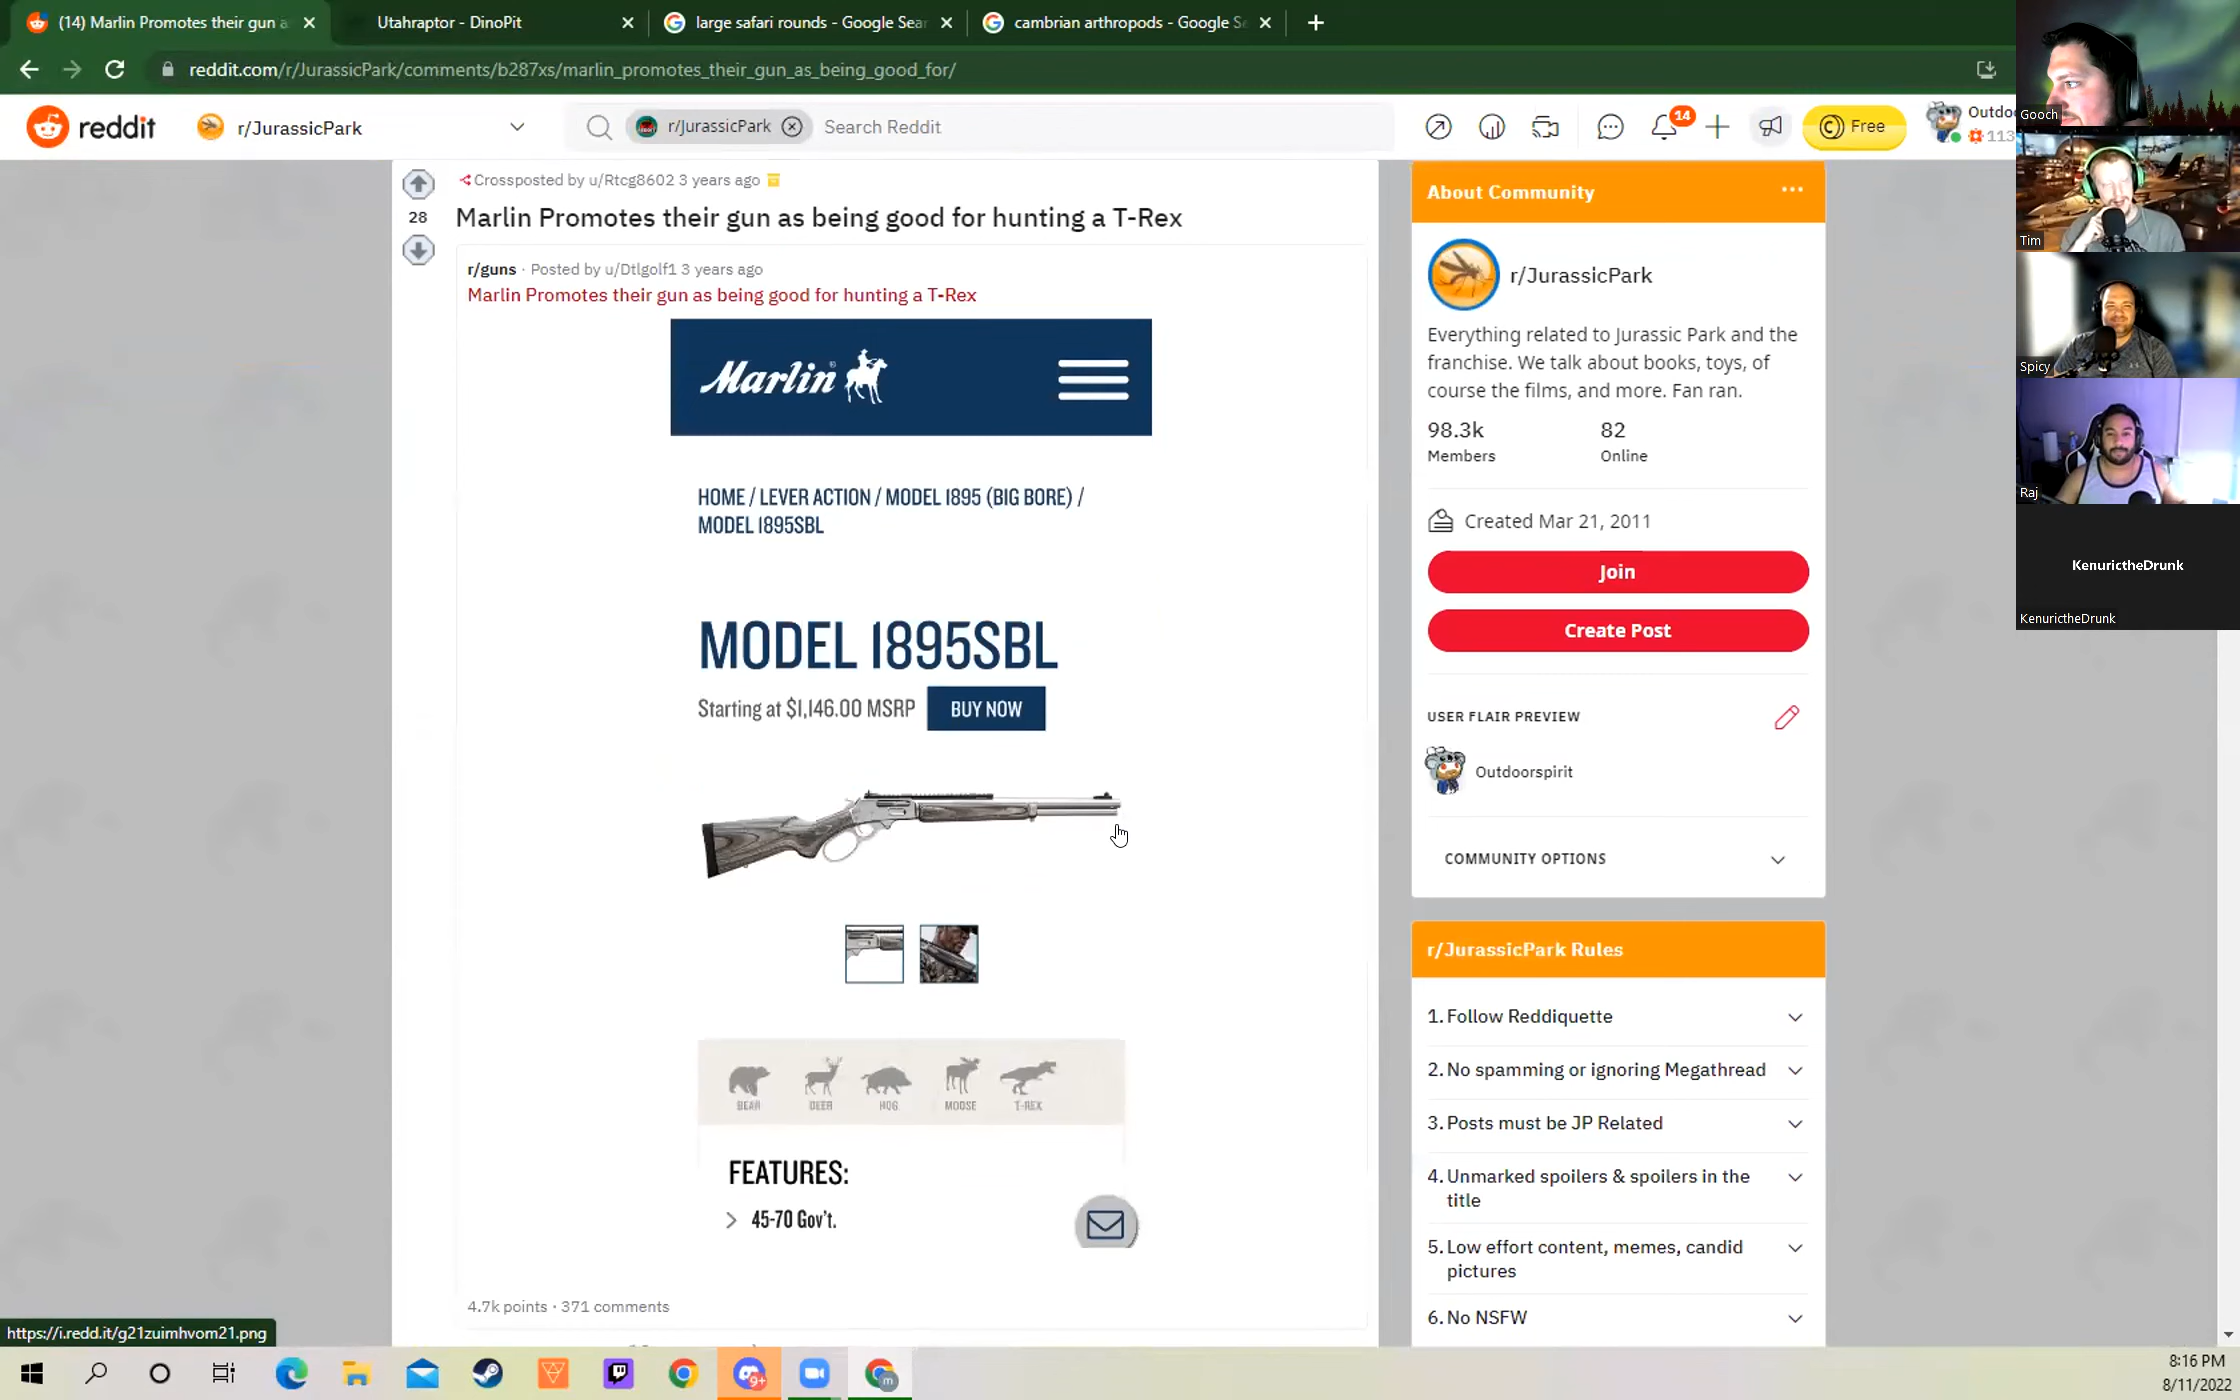 (14) Marlin Promotes their gun a
Utahraptor - DinoPit
large safari rounds - Google Sear
cambrian arthropods - Google Se
reddit.com/r/JurassicPark/comments/b287xs/marlin_promotes_their_gun_as_being_good_for/
reddit
r/JurassicPark
r/JurassicPark
Search Reddit
14
Free
Outdo
113
Gooch
Tim
Spicy
Raj
KenurictheDrunk
KenurictheDrunk
28
Crossposted by u/Rtcg8602 3 years ago
Marlin Promotes their gun as being good for hunting a T-Rex
r/guns · Posted by u/Dtlgolf1 3 years ago
Marlin Promotes their gun as being good for hunting a T-Rex
Marlin®
HOME / LEVER ACTION / MODEL 1895 (BIG BORE) /
MODEL 1895SBL
MODEL 1895SBL
Starting at $1,146.00 MSRP
BUY NOW
BEAR
DEER
HOG
MOOSE
T-REX
FEATURES:
45-70 Gov't.
4.7k points · 371 comments
About Community
r/JurassicPark
Everything related to Jurassic Park and the
franchise. We talk about books, toys, of
course the films, and more. Fan ran.
98.3k
82
Members
Online
Created Mar 21, 2011
Join
Create Post
USER FLAIR PREVIEW
Outdoorspirit
COMMUNITY OPTIONS
r/JurassicPark Rules
1. Follow Reddiquette
2. No spamming or ignoring Megathread
3. Posts must be JP Related
4. Unmarked spoilers & spoilers in the
title
5. Low effort content, memes, candid
pictures
6. No NSFW
https://i.redd.it/g21zuimhvom21.png
9+
m
8:16 PM
8/11/2022